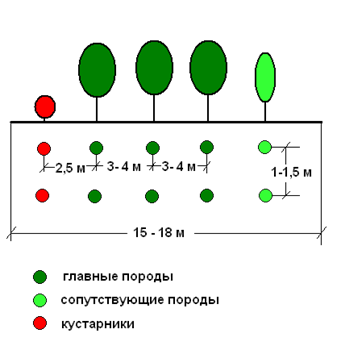 2,5 м 3- 4 м 3- 4 м 1-1,5 м
15 - 18 м
главные породы
сопутствующие породы
кустарники